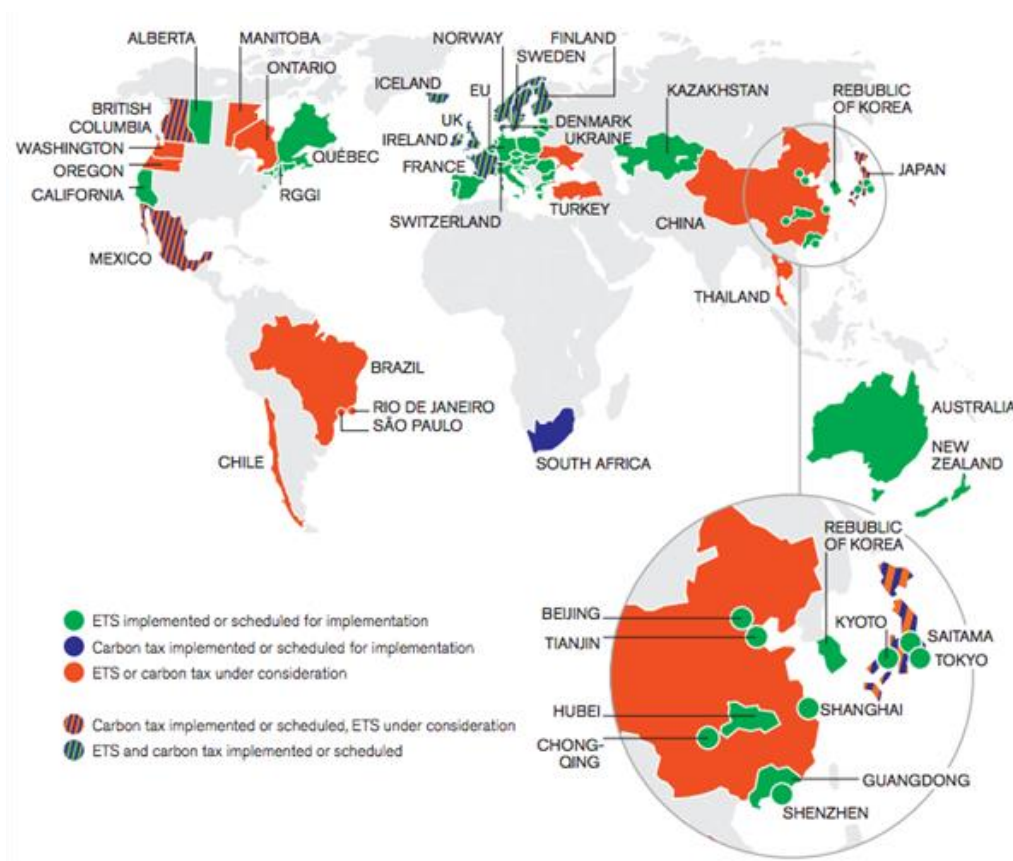 ALBERTA
MANITOBA
ONTARIO
BRITISH
COLUMBIA
WASHINGTON
OREGON
CALIFORNIA
QUÉBEC
RGGI
MEXICO
NORWAY
SWEDEN
FINLAND
ICELAND
EU
UK
IRELAND
FRANCE
DENMARK
UKRAINE
SWITZERLAND
TURKEY
KAZAKHSTAN
REPUBLIC
OF KOREA
JAPAN
CHINA
THAILAND
BRAZIL
RIO DE JANEIRO
SÃO PAULO
CHILE
SOUTH AFRICA
AUSTRALIA
NEW
ZEALAND
REBUBLIC
OF KOREA
BEIJING
TIANJIN
KYOTO
SAITAMA
TOKYO
HUBEI
SHANGHAI
CHONG-
QING
GUANGDONG
SHENZHEN
ETS implemented or scheduled for implementation
Carbon tax implemented or scheduled for implementation
ETS or carbon tax under consideration
Carbon tax implemented or scheduled, ETS under consideration
ETS and carbon tax implemented or scheduled